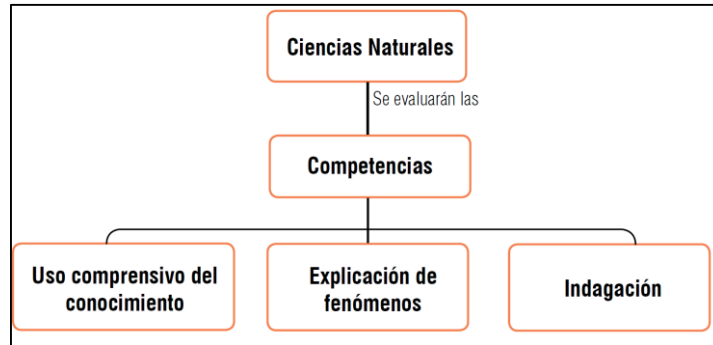 Ciencias Naturales
Se evaluarán las
Competencias
Uso comprensivo del
conocimiento
Explicación de
fenómenos
Indagación